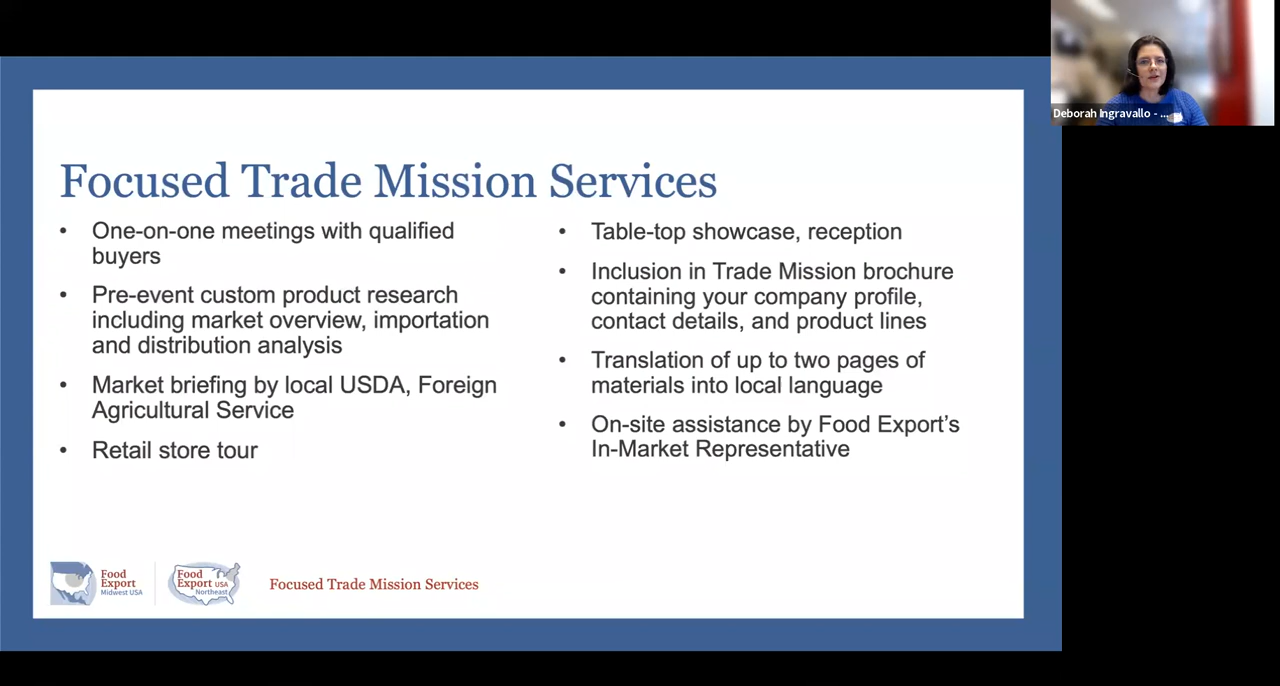 Focused Trade Mission Services
• One-on-one meetings with qualified
buyers
• Pre-event custom product research
including market overview, importation
and distribution analysis
• Market briefing by local USDA, Foreign
Agricultural Service
• Retail store tour
• Table-top showcase, reception
• Inclusion in Trade Mission brochure
containing your company profile,
contact details, and product lines
• Translation of up to two pages of
materials into local language
• On-site assistance by Food Export’s
In-Market Representative
Food
Export
Midwest USA
Food
Export USA
Northeast
Focused Trade Mission Services
Deborah Ingravallo - ...